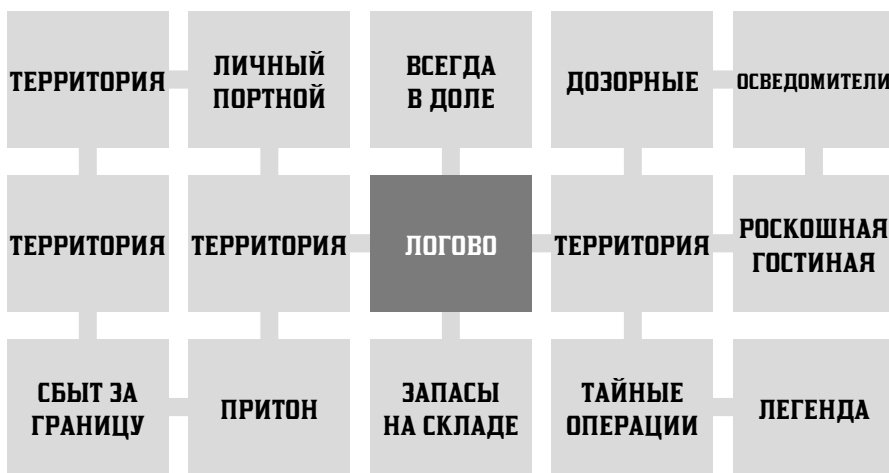 ТЕРРИТОРИЯ
ЛИЧНЫЙ
ПОРТНОЙ
ВСЕГДА
В ДОЛЕ
ДОЗОРНЫЕ
ОСВЕДОМИТЕЛИ
ТЕРРИТОРИЯ
ТЕРРИТОРИЯ
ЛОГОВО
ТЕРРИТОРИЯ
РОСКОШНАЯ
ГОСТИНАЯ
СБЫТ ЗА
ГРАНИЦУ
ПРИТОН
ЗАПАСЫ
НА СКЛАДЕ
ТАЙНЫЕ
ОПЕРАЦИИ
ЛЕГЕНДА